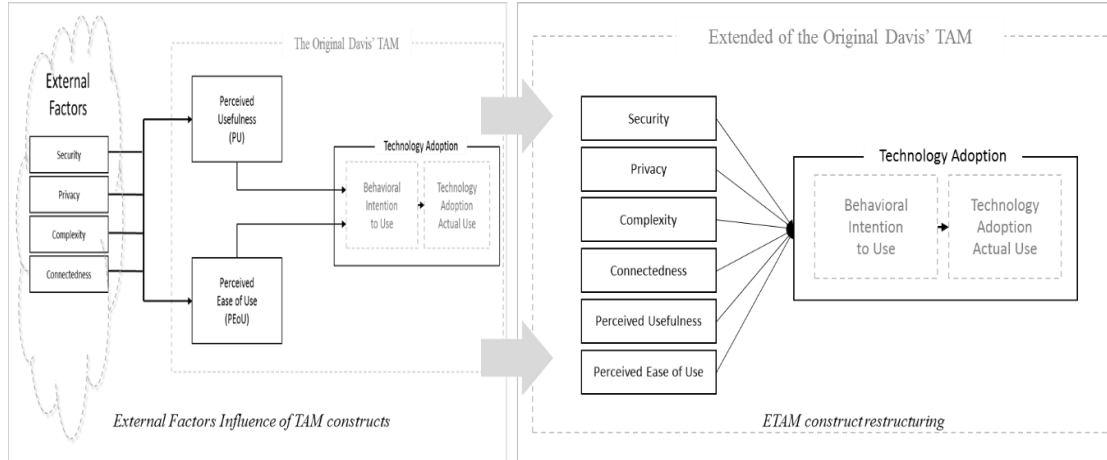 The Original Davis' TAM
External
Factors
Security
Privacy
Complexity
Connectedness
Perceived
Usefulness
(PU)
Perceived
Ease of Use
(PEoU)
Technology Adoption
Behavioral
Intention
to Use
Technology
Adoption
Actual Use
External Factors Influence of TAM constructs
Extended of the Original Davis' TAM
Security
Privacy
Complexity
Connectedness
Perceived Usefulness
Perceived Ease of Use
Technology Adoption
Behavioral
Intention
to Use
Technology
Adoption
Actual Use
ETAM construct restructuring